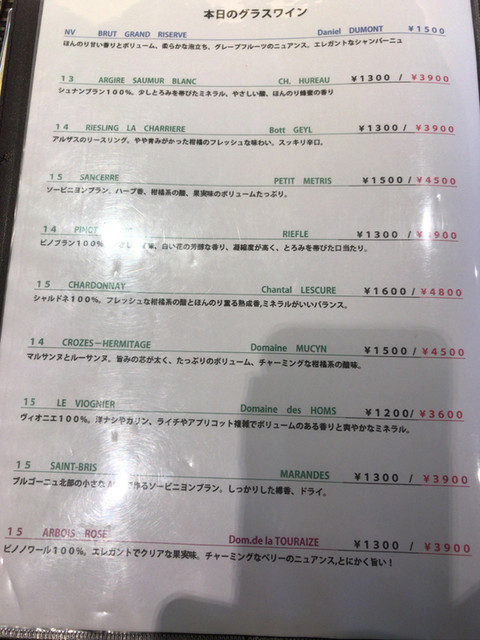 本日のグラスワイン
NV BRUT GRAND RISERVE Daniel DUMONT ¥1500
ほんのり甘い香りとボリューム。柔らかな泡立ち、グレープフルーツのニュアンス。エレガントなシャンパーニュ
13 ARGIRE SAUMUR BLANC CH. HUREAU ¥1300 / ¥3900
シュナンブラン100%。少しとろみを帯びたミネラル、やさしい酸、ほんのり蜂蜜の香り
14 RIESLING LA CHARRIERE Bott GEYL ¥1300 / ¥3900
アルザスのリースリング。やや青みがかった柑橘のフレッシュな味わい、スッキリ辛口。
15 SANCERRE PETIT METRIS ¥1500 / ¥4500
ソービニヨンブラン、ハーブ香、柑橘系の酸、果実味のボリュームたっぷり。
14 PINOT RIEFLE ¥1300 / ¥3900
ピノブラン100% 白い花の芳醇な香り、凝縮度が高く、とろみを帯びた口当たり。
15 CHARDONNAY Chantal LESCURE ¥1600 / ¥4800
シャルドネ100%。フレッシュな柑橘系の酸とほんのり薫る熟成香,ミネラルがいいバランス。
14 CROZES-HERMITAGE Domaine MUCYN ¥1500 / ¥4500
マルサンヌとルーサンヌ。旨みの芯が太く、たっぷりのボリューム、チャーミングな柑橘系の酸味。
15 LE VIOGNIER Domaine des HOMS ¥1200/ ¥3600
ヴィオニエ100%。洋ナシやカリン、ライチやアプリコット複雑でボリュームのある香りと爽やかなミネラル。
15 SAINT-BRIS MARANDES ¥1300 / ¥3900
ブルゴーニュ北部の小さな で作るソービニヨンブラン。しっかりした樽香、ドライ。
15 ARBOIS ROSE Dom.de la TOURAIZE ¥1300 / ¥3900
ピノノワール100%。エレガントでクリアな果実味。チャーミングなベリーのニュアンス,とにかく旨い！